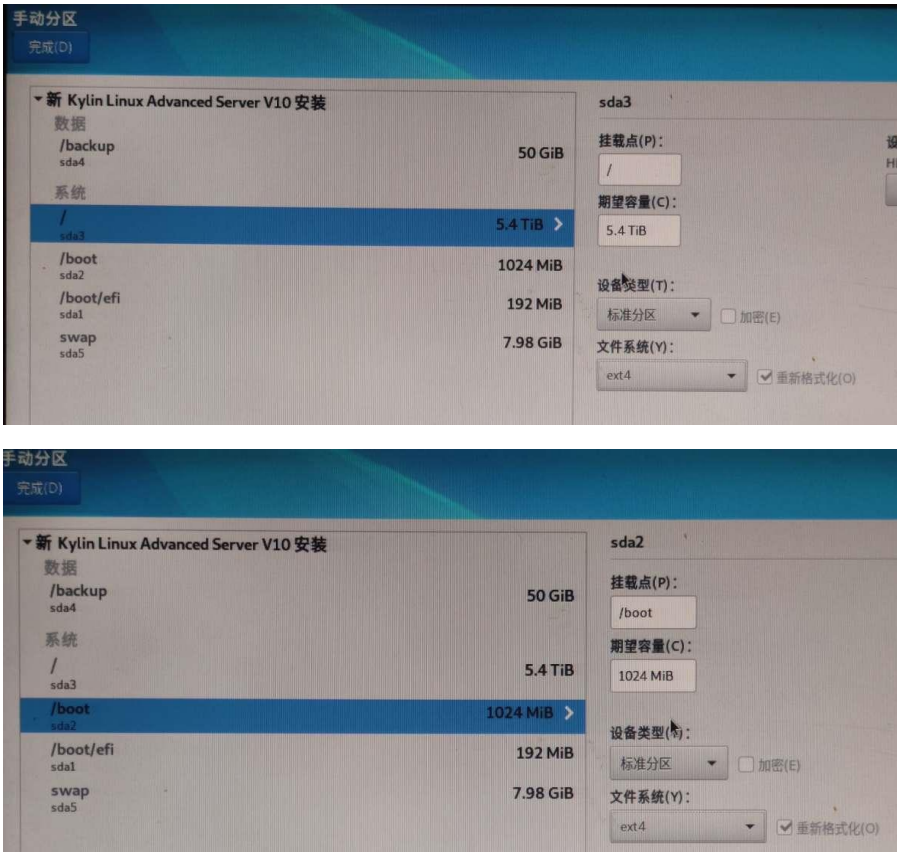 手动分区
完成(D)
新 Kylin Linux Advanced Server V10 安装
数据
/backup
sda4
50 GiB
系统
/
sda3
5.4 TiB
/boot
sda2
1024 MiB
/boot/efi
sda1
192 MiB
swap
sda5
7.98 GiB
sda3
挂载点(P):
/
期望容量(C):
5.4 TiB
设备类型(T):
标准分区
加密(E)
文件系统(Y):
ext4
重新格式化(O)
手动分区
完成(D)
新 Kylin Linux Advanced Server V10 安装
数据
/backup
sda4
50 GiB
系统
/
sda3
5.4 TiB
/boot
sda2
1024 MiB
/boot/efi
sda1
192 MiB
swap
sda5
7.98 GiB
sda2
挂载点(P):
/boot
期望容量(C):
1024 MiB
设备类型(T):
标准分区
加密(E)
文件系统(Y):
ext4
重新格式化(O)